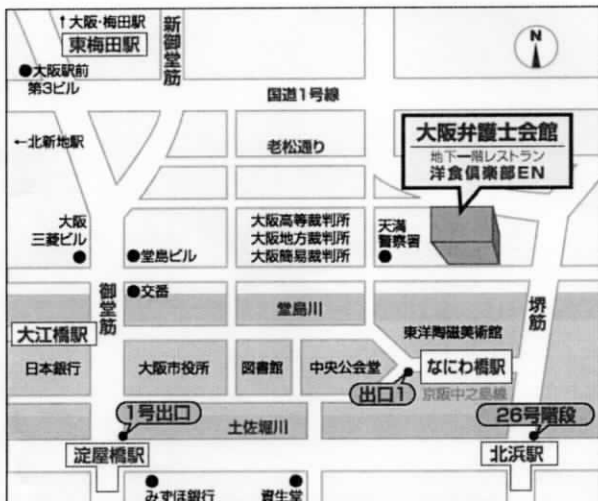 ↑大阪・梅田駅
東梅田駅
新御堂筋
N
●大阪駅前
第3ビル
国道1号線
←北新地駅
老松通り
大阪弁護士会館
地下一階レストラン
洋食倶楽部EN
大阪
三菱ビル
●堂島ビル
大阪高等裁判所
大阪地方裁判所
大阪簡易裁判所
天満
警察署
御堂筋
●交番
堂島川
堺筋
大江橋駅
東洋陶磁美術館
日本銀行
大阪市役所
図書館
中央公会堂
なにわ橋駅
出口1
京阪中之島線
1号出口
土佐堀川
26号階段
淀屋橋駅
北浜駅
みずほ銀行
資生堂